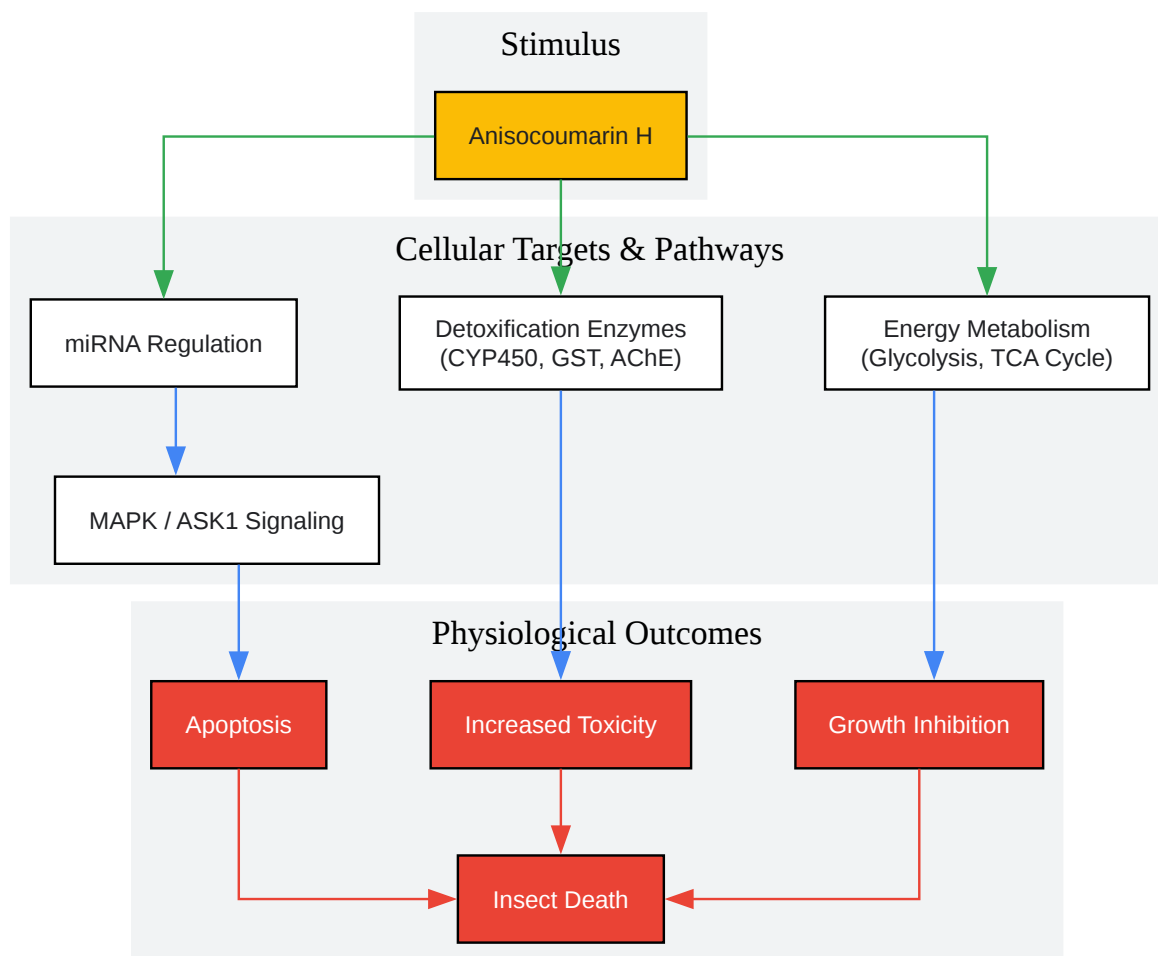 Stimulus
Anisocoumarin H
Cellular Targets & Pathways
miRNA Regulation
Detoxification Enzymes
(CYP450, GST, AChE)
Energy Metabolism
(Glycolysis, TCA Cycle)
MAPK / ASK1 Signaling
Physiological Outcomes
Apoptosis
Increased Toxicity
Growth Inhibition
Insect Death